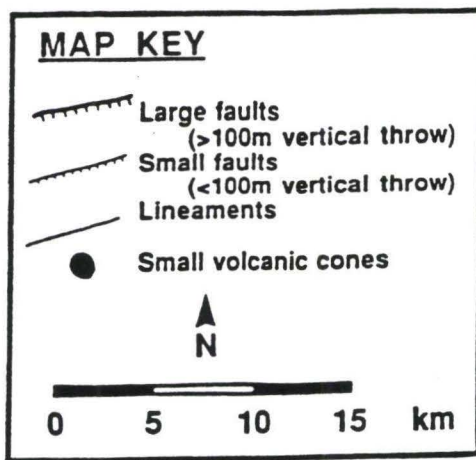 MAP KEY
Large faults
(>100m vertical throw)
Small faults
(<100m vertical throw)
Lineaments
Small volcanic cones
N
0 5 10 15 km